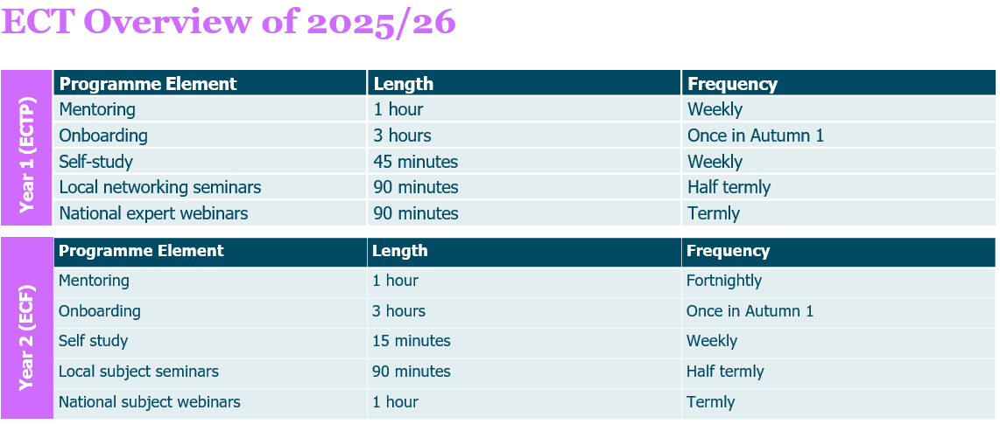 ECT Overview of 2025/26
Year 1 (ECTP)
Programme Element Length Frequency
Mentoring 1 hour Weekly
Onboarding 3 hours Once in Autumn 1
Self-study 45 minutes Weekly
Local networking seminars 90 minutes Half termly
National expert webinars 90 minutes Termly
Year 2 (ECF)
Programme Element Length Frequency
Mentoring 1 hour Fortnightly
Onboarding 3 hours Once in Autumn 1
Self study 15 minutes Weekly
Local subject seminars 90 minutes Half termly
National subject webinars 1 hour Termly